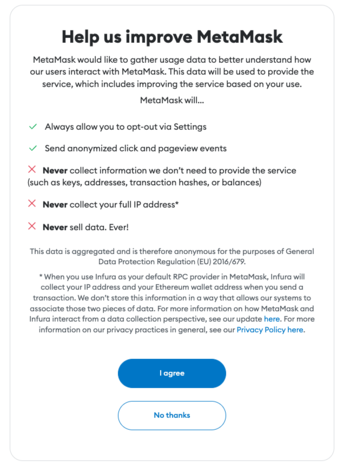 Help us improve MetaMask
MetaMask would like to gather usage data to better understand how
our users interact with MetaMask. This data will be used to provide the
service, which includes improving the service based on your use.
MetaMask will...
Always allow you to opt-out via Settings
Send anonymized click and pageview events
Never collect information we don't need to provide the service
(such as keys, addresses, transaction hashes, or balances)
Never collect your full IP address*
Never sell data. Ever!
This data is aggregated and is therefore anonymous for the purposes of General
Data Protection Regulation (EU) 2016/679.
* When you use Infura as your default RPC provider in MetaMask, Infura will
collect your IP address and your Ethereum wallet address when you send a
transaction. We don't store this information in a way that allows our systems to
associate those two pieces of data. For more information on how MetaMask and
Infura interact from a data collection perspective, see our update here. For more
information on our privacy practices in general, see our Privacy Policy here.
I agree
No thanks